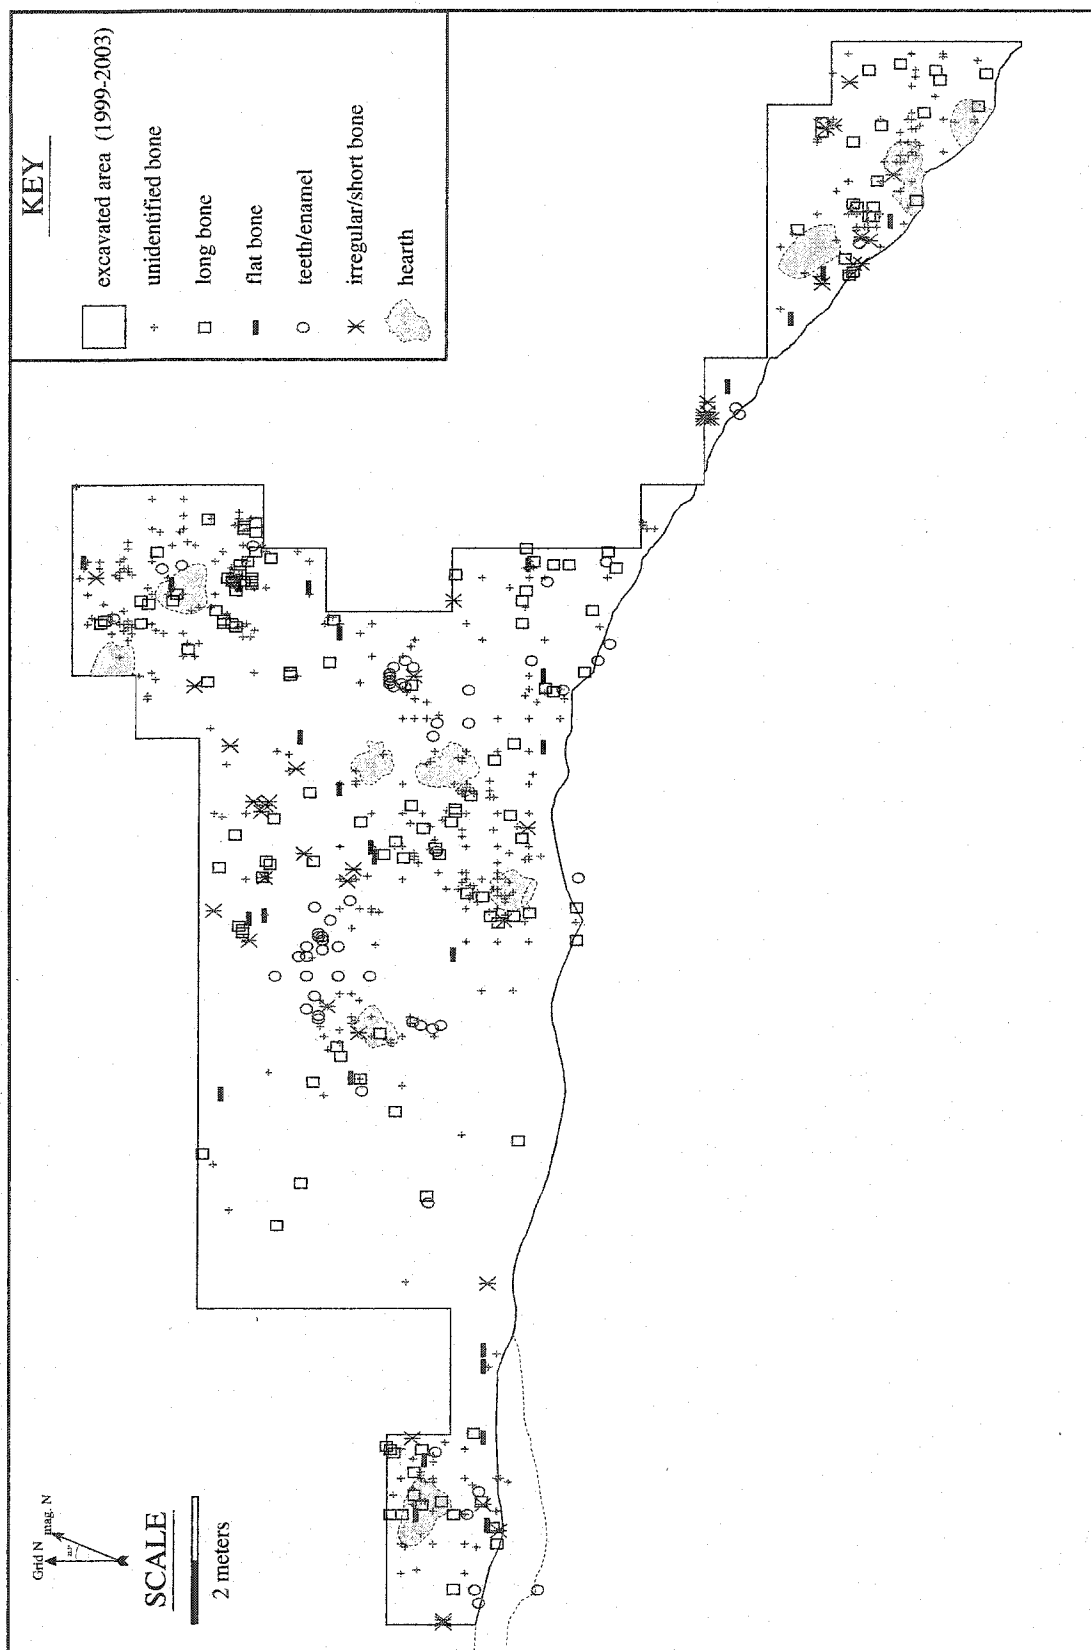 KEY
excavated area (1999-2003)
unidentified bone
long bone
flat bone
teeth/enamel
irregular/short bone
hearth
Grid N
mag. N
SCALE
2 meters